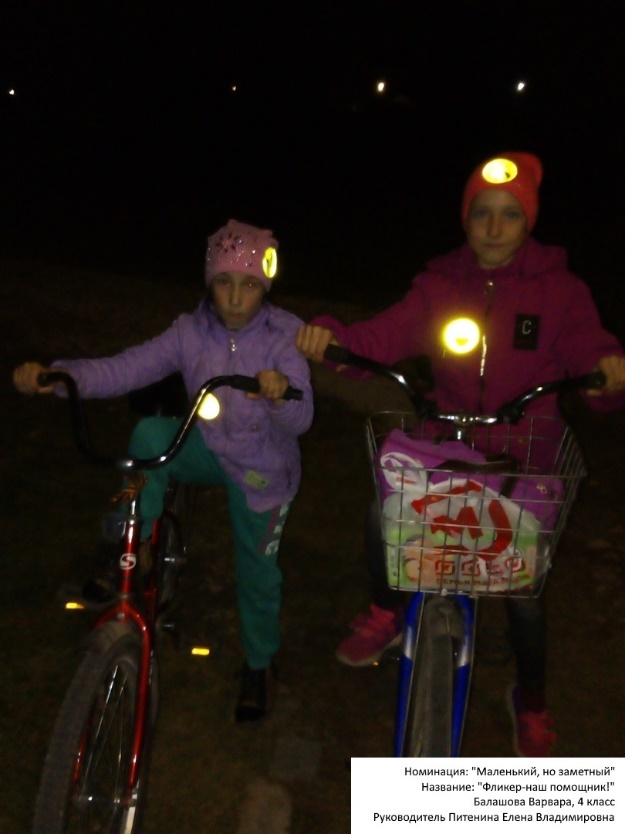 C
S
Номинация: "Маленький, но заметный"
Название: "Фликер-наш помощник!"
Балашова Варвара, 4 класс
Руководитель Питенина Елена Владимировна